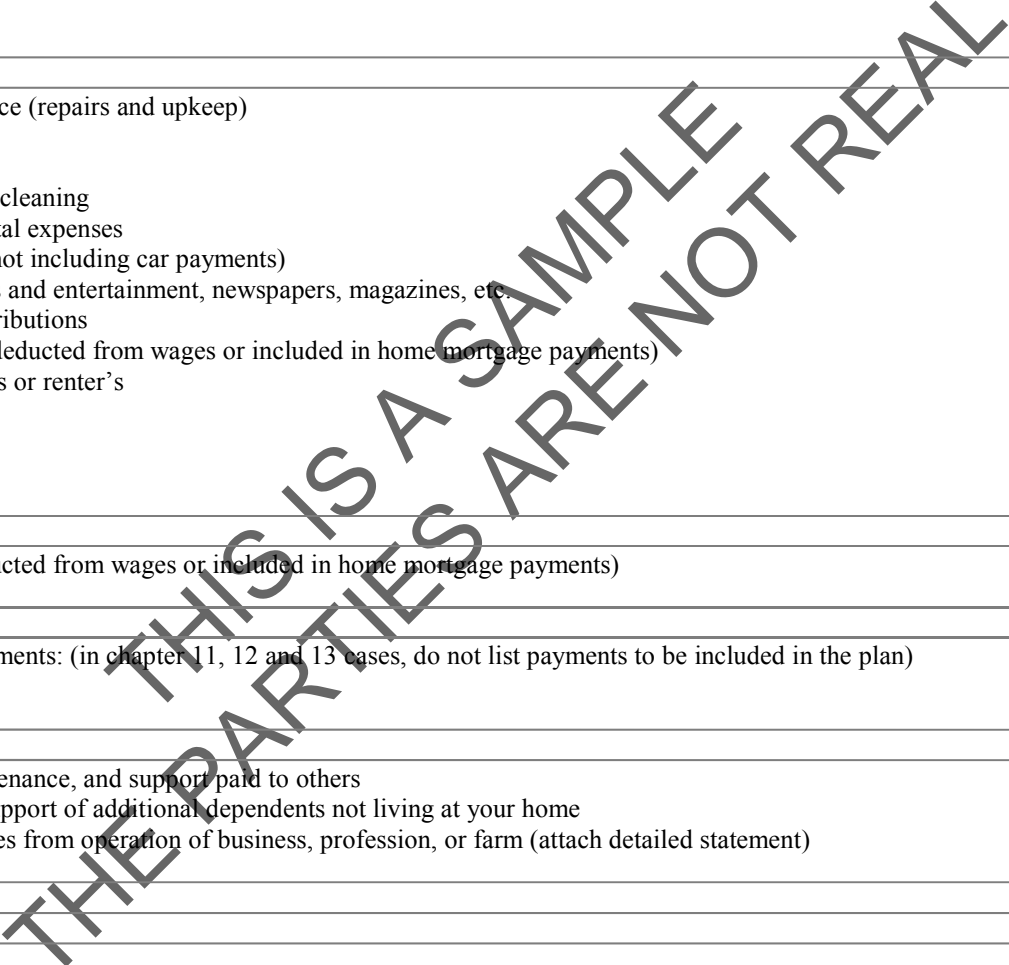 ce (repairs and upkeep)
cleaning
tal expenses
not including car payments)
s and entertainment, newspapers, magazines, etc.
ributions
deducted from wages or included in home mortgage payments)
s or renter’s
ucted from wages or included in home mortgage payments)
ments: (in chapter 11, 12 and 13 cases, do not list payments to be included in the plan)
enance, and support paid to others
upport of additional dependents not living at your home
es from operation of business, profession, or farm (attach detailed statement)
THIS IS A SAMPLE
THE PARTIES ARE NOT REAL